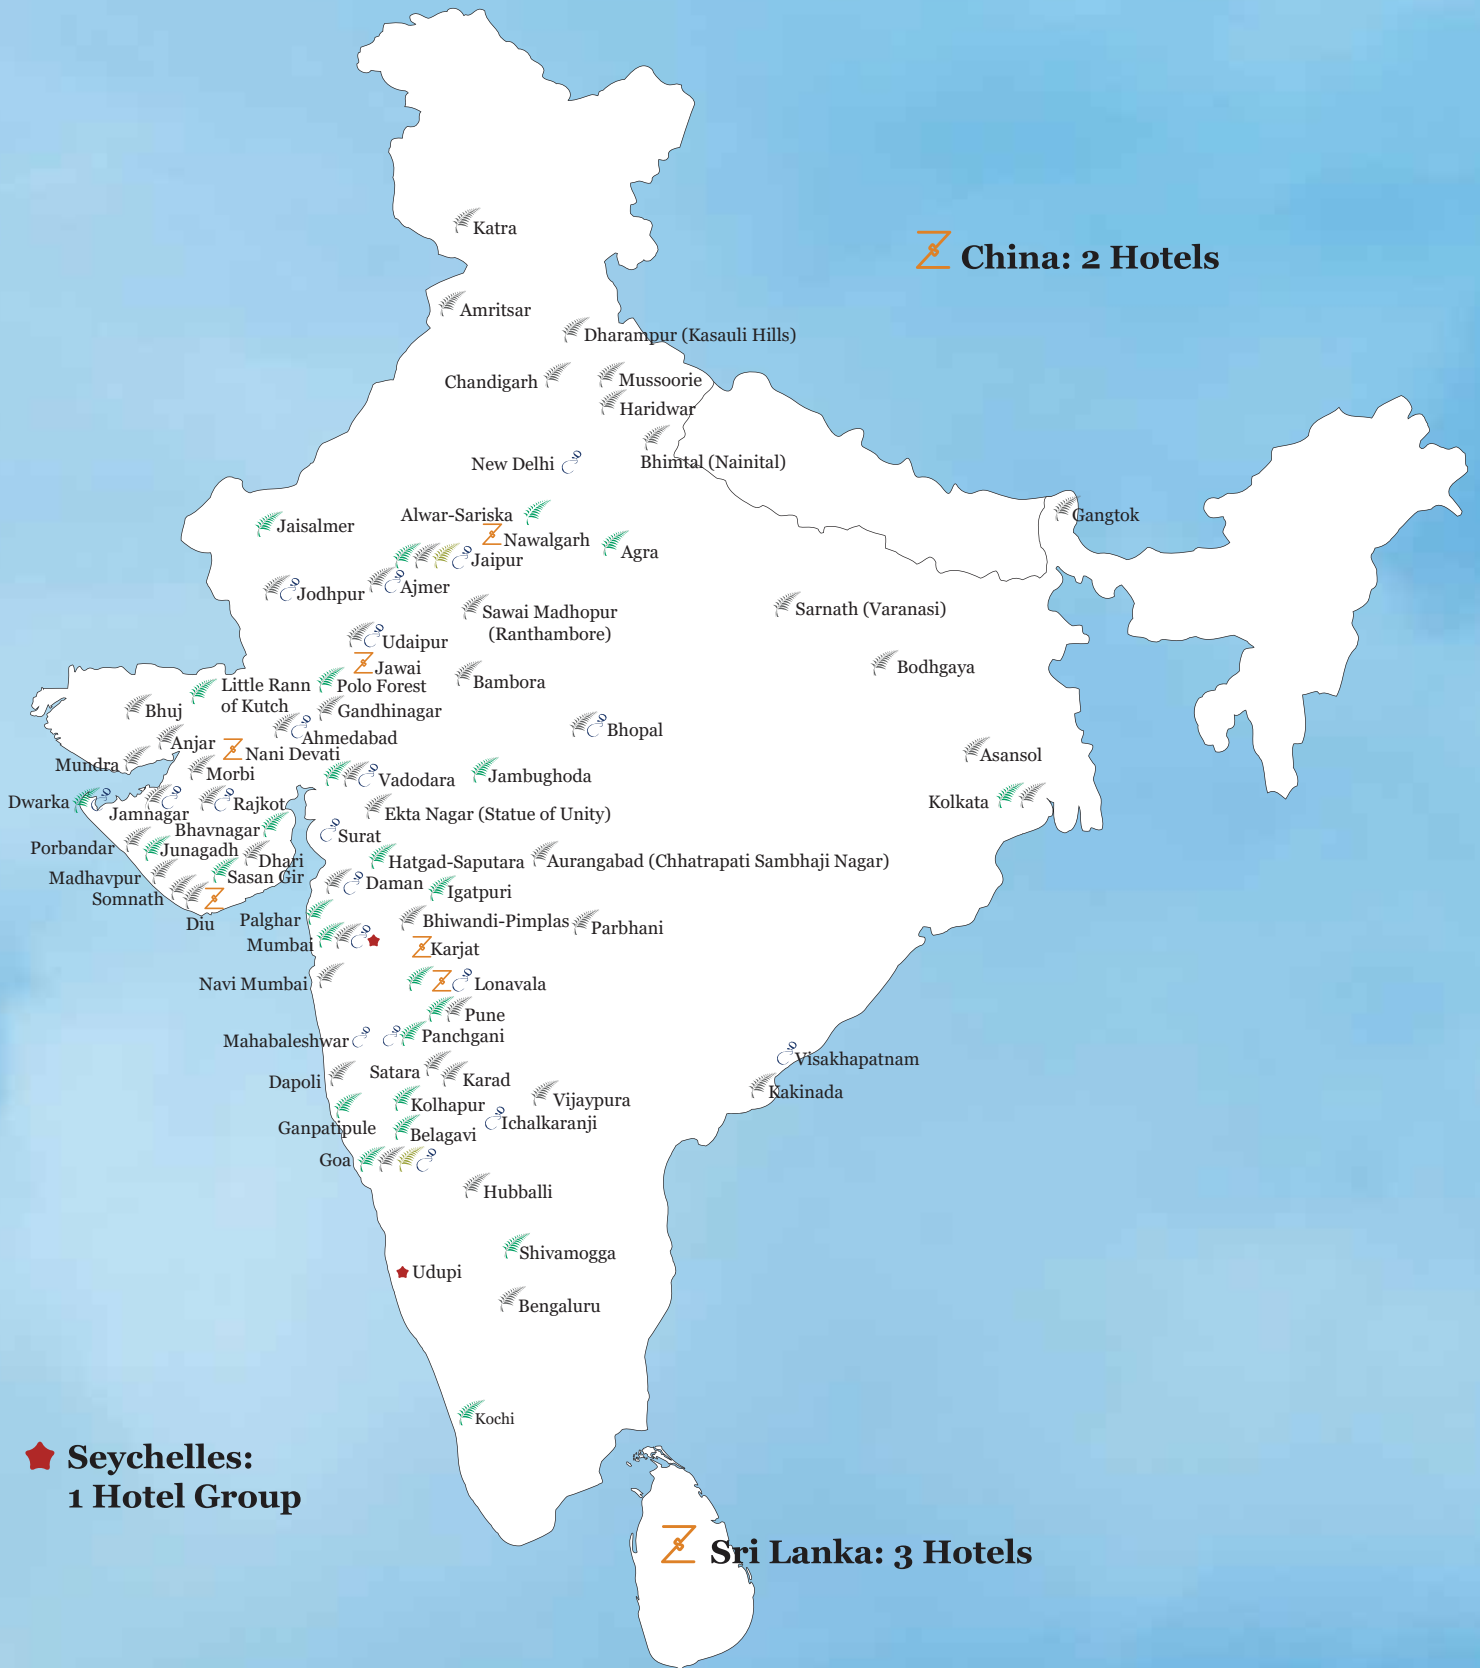 Katra
China: 2 Hotels
Amritsar
Dharampur (Kasauli Hills)
Chandigarh
Mussoorie
Haridwar
New Delhi
Bhimtal (Nainital)
Alwar-Sariska
Gangtok
Jaisalmer
Nawalgarh
Agra
Jaipur
Jodhpur
Ajmer
Sawai Madhopur
(Ranthambore)
Sarnath (Varanasi)
Udaipur
Jawai
Bodhgaya
Little Rann
of Kutch
Polo Forest
Bambora
Bhuj
Gandhinagar
Bhopal
Anjar
Ahmedabad
Nani Devati
Asansol
Mundra
Morbi
Vadodara
Jambughoda
Dwarka
Jamnagar
Rajkot
Kolkata
Ekta Nagar (Statue of Unity)
Bhavnagar
Surat
Porbandar
Junagadh
Dhari
Hatgad-Saputara
Aurangabad (Chhatrapati Sambhaji Nagar)
Madhavpur
Sasan Gir
Daman
Igatpuri
Somnath
Diu
Palghar
Bhiwandi-Pimplas
Parbhani
Mumbai
Karjat
Navi Mumbai
Lonavala
Pune
Mahabaleshwar
Panchgani
Visakhapatnam
Dapoli
Satara
Karad
Kakinada
Kolhapur
Vijaypura
Ganpatipule
Ichalkaranji
Belagavi
Goa
Hubballi
Shivamogga
Udupi
Bengaluru
Kochi
Seychelles:
1 Hotel Group
Sri Lanka: 3 Hotels